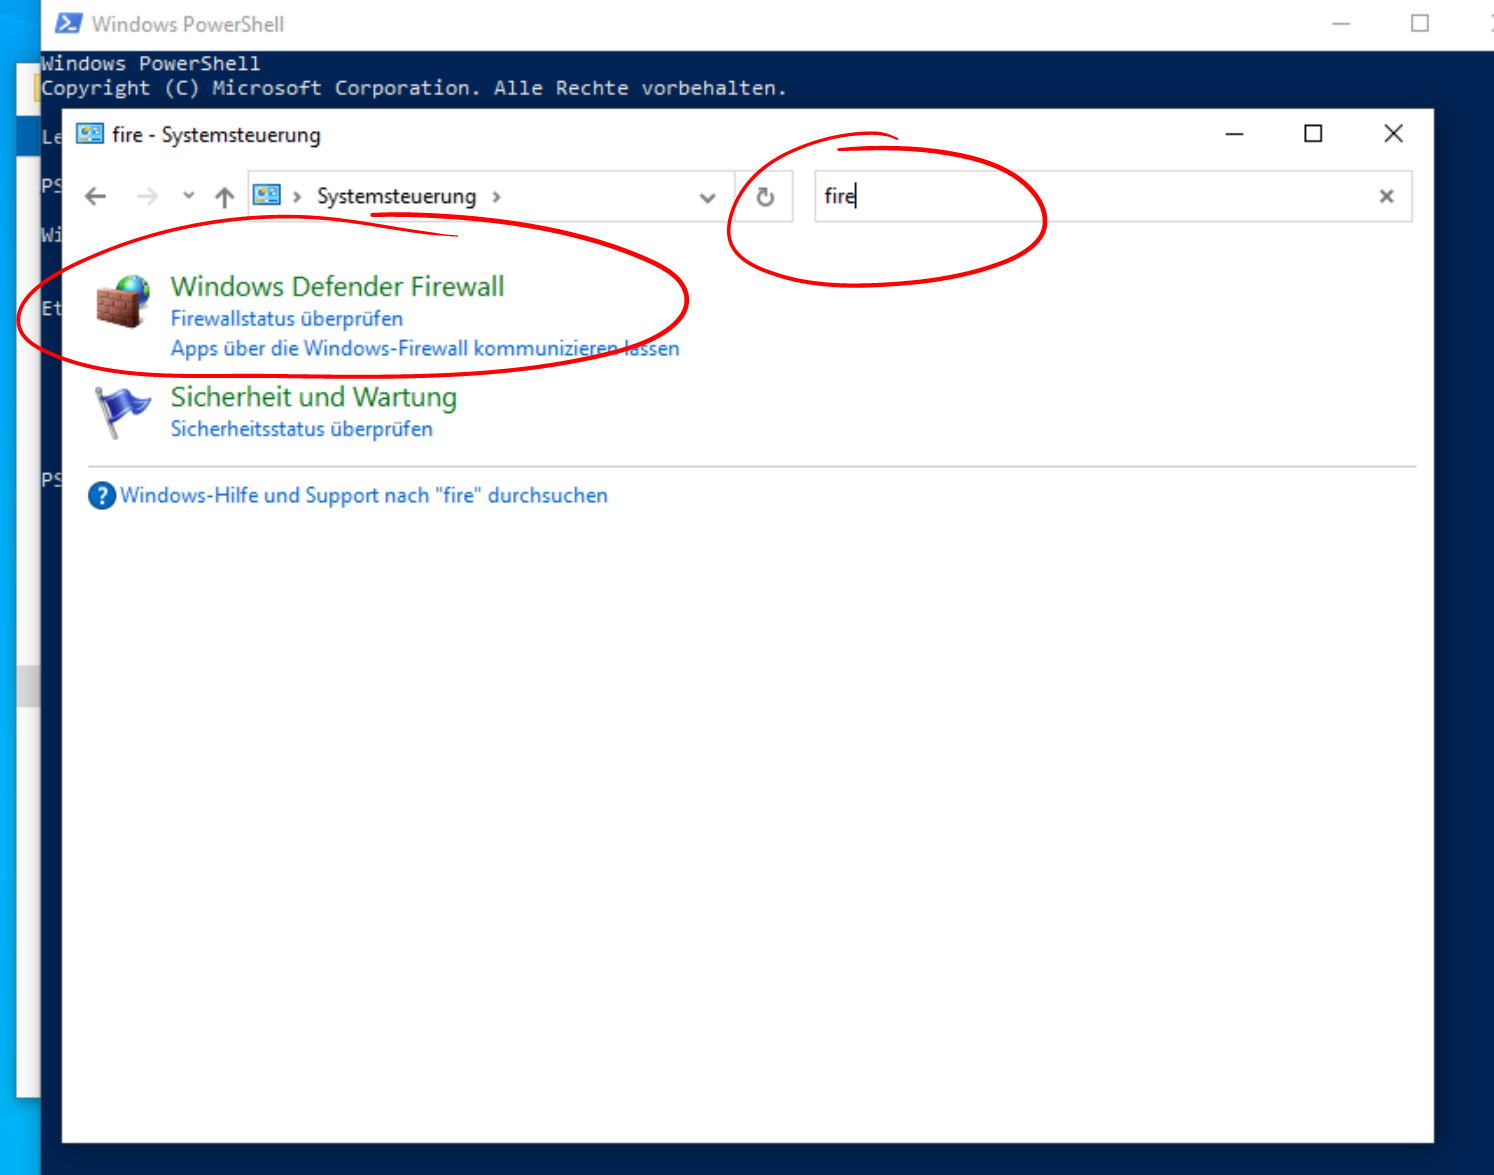 Windows PowerShell
Windows PowerShell
Copyright (C) Microsoft Corporation. Alle Rechte vorbehalten.
Le
fire - Systemsteuerung
PS
Systemsteuerung
fire
Wi
Windows Defender Firewall
Et
Firewallstatus überprüfen
Apps über die Windows-Firewall kommunizieren lassen
Sicherheit und Wartung
Sicherheitsstatus überprüfen
PS
Windows-Hilfe und Support nach "fire" durchsuchen